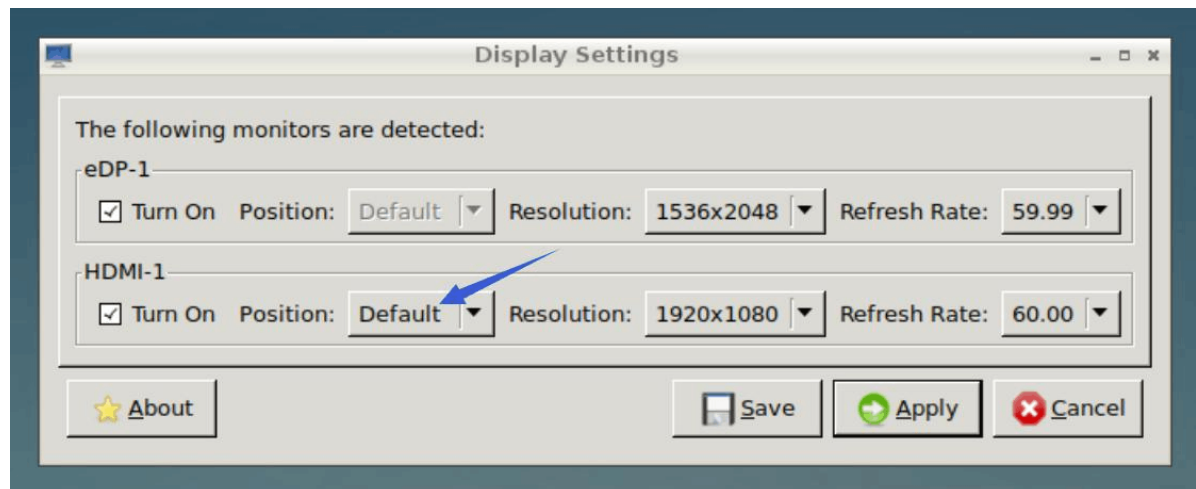 Display Settings
The following monitors are detected:
eDP-1
Turn On Position: Default Resolution: 1536x2048 Refresh Rate: 59.99
HDMI-1
Turn On Position: Default Resolution: 1920x1080 Refresh Rate: 60.00
About Save Apply Cancel